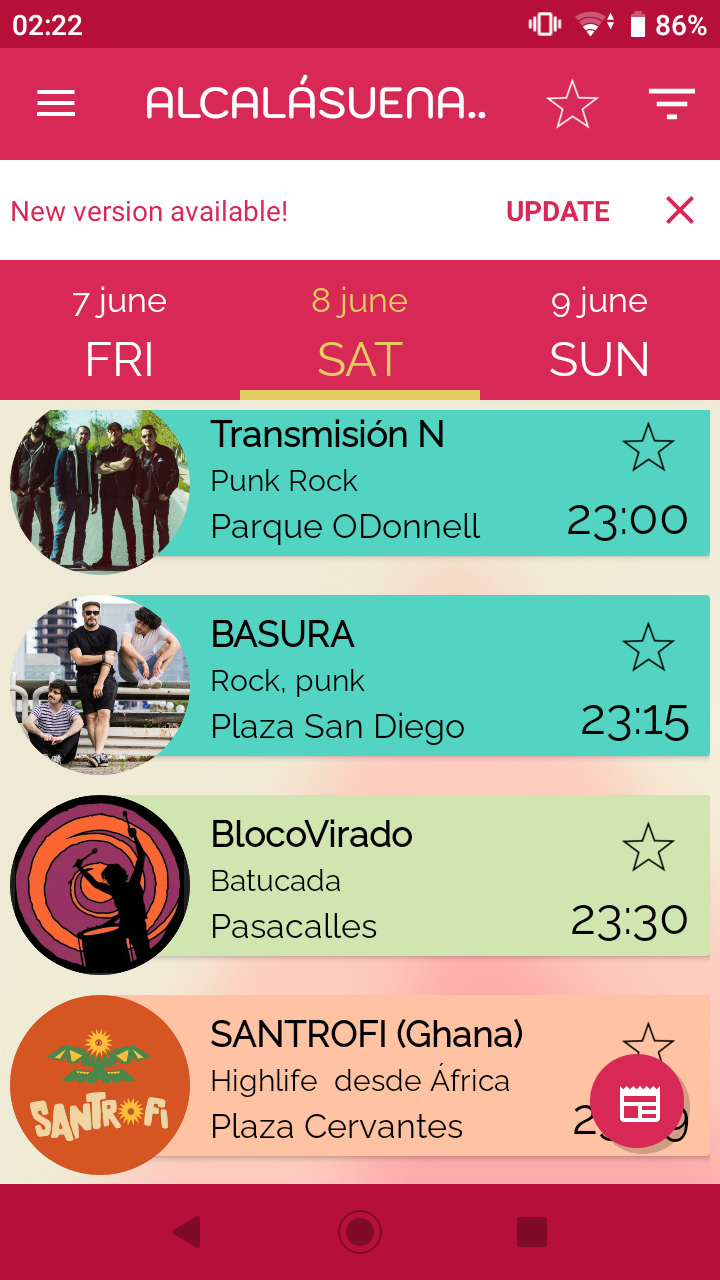 02:22
86%
ALCALÁSUENA..
New version available!
UPDATE
7 june
8 june
9 june
FRI
SAT
SUN
Transmisión N
Punk Rock
Parque ODonnell
23:00
BASURA
Rock, punk
Plaza San Diego
23:15
BlocoVirado
Batucada
Pasacalles
23:30
SANTROFI
SANTROFI (Ghana)
Highlife  desde África
Plaza Cervantes